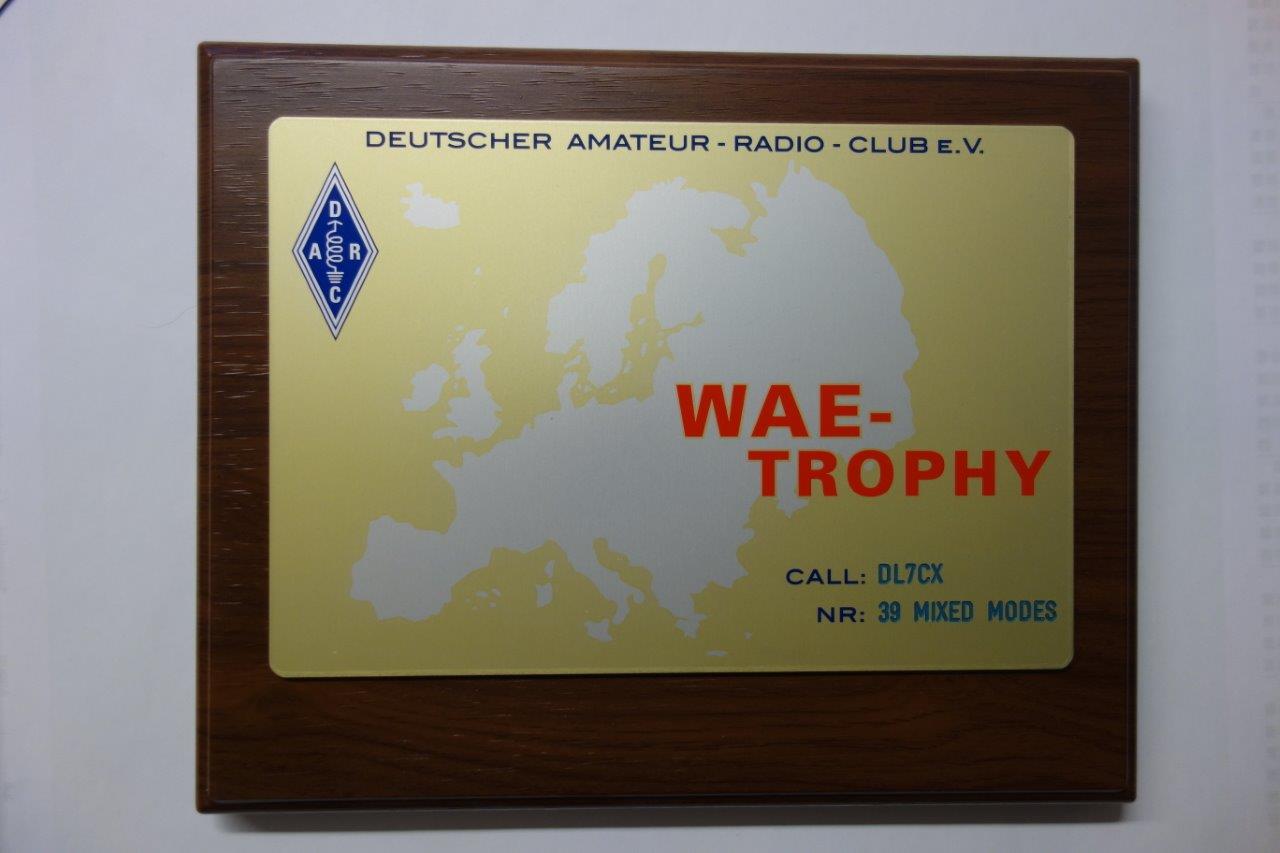 DEUTSCHER AMATEUR - RADIO - CLUB e.V.
D
A R
C
WAE-
TROPHY
CALL: DL7CX
NR: 39 MIXED MODES